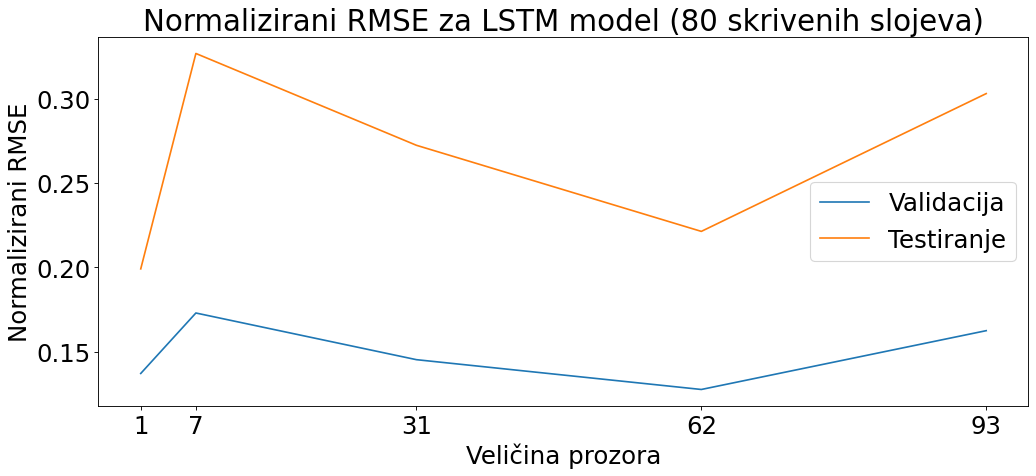 Normalizirani RMSE za LSTM model (80 skrivenih slojeva)
Normalizirani RMSE
0.30
0.25
0.20
0.15
Validacija
Testiranje
1 7 31 62 93
Veličina prozora